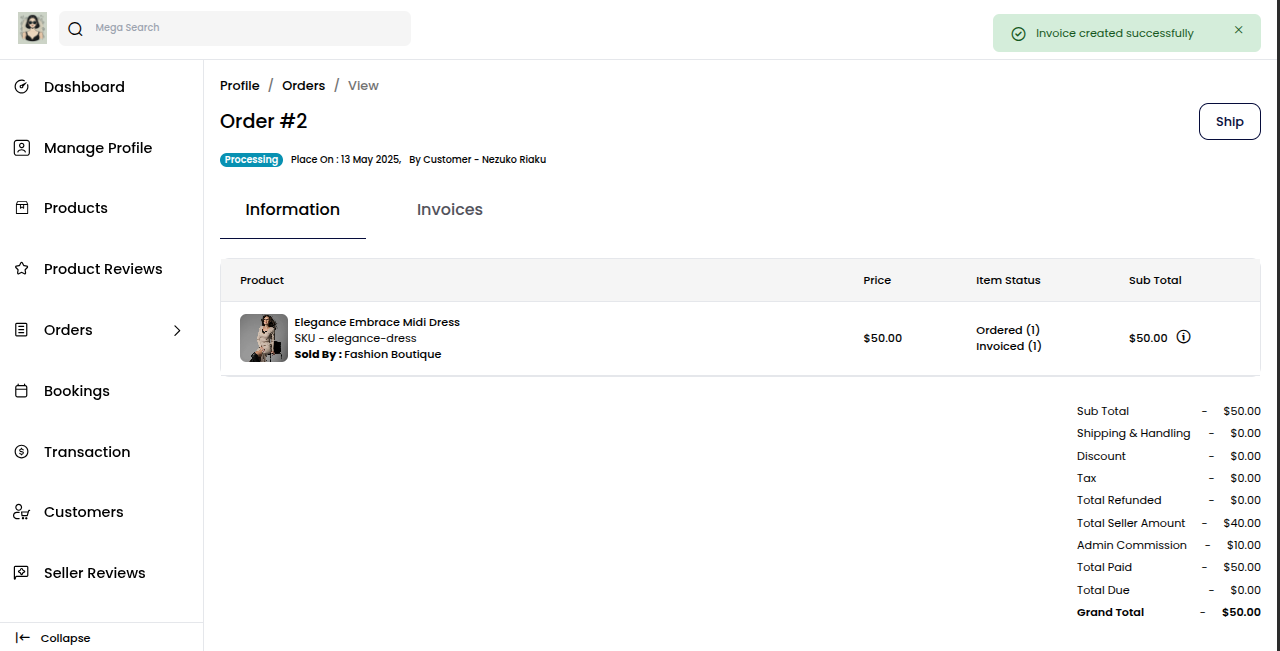 Mega Search
Invoice created successfully
Dashboard
Manage Profile
Products
Product Reviews
Orders
Bookings
Transaction
Customers
Seller Reviews
Collapse
Profile / Orders / View
Order #2
Ship
Processing Place On : 13 May 2025, By Customer - Nezuko Riaku
Information Invoices
Product Price Item Status Sub Total
Elegance Embrace Midi Dress
SKU - elegance-dress
Sold By : Fashion Boutique
$50.00
Ordered (1)
Invoiced (1)
$50.00
Sub Total - $50.00
Shipping & Handling - $0.00
Discount - $0.00
Tax - $0.00
Total Refunded - $0.00
Total Seller Amount - $40.00
Admin Commission - $10.00
Total Paid - $50.00
Total Due - $0.00
Grand Total - $50.00